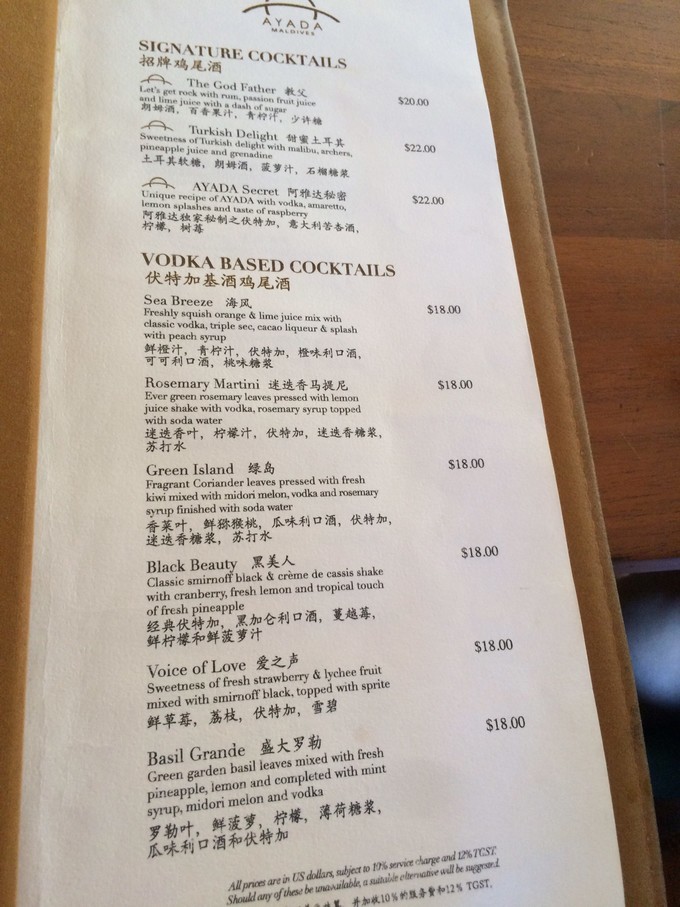 AYADA
MALDIVES
SIGNATURE COCKTAILS
招牌鸡尾酒
The God Father 教父
$20.00
Let's get rock with rum, passion fruit juice
and lime juice with a dash of sugar
朗姆酒, 百香果汁, 青柠汁, 少许糖
Turkish Delight 甜蜜土耳其
$22.00
Sweetness of Turkish delight with malibu, archers,
pineapple juice and grenadine
土耳其软糖, 朗姆酒, 菠萝汁, 石榴糖浆
AYADA Secret 阿雅达秘密
$22.00
Unique recipe of AYADA with vodka, amaretto,
lemon splashes and taste of raspberry
阿雅达独家秘制之伏特加, 意大利苦杏酒,
柠檬, 树莓
VODKA BASED COCKTAILS
伏特加基酒鸡尾酒
Sea Breeze 海风
$18.00
Freshly squish orange & lime juice mix with
classic vodka, triple sec, cacao liqueur & splash
with peach syrup
鲜橙汁, 青柠汁, 伏特加, 橙味利口酒,
可可利口酒, 桃味糖浆
Rosemary Martini 迷迭香马提尼
$18.00
Ever green rosemary leaves pressed with lemon
juice shake with vodka, rosemary syrup topped
with soda water
迷迭香叶, 柠檬汁, 伏特加, 迷迭香糖浆,
苏打水
Green Island 绿岛
$18.00
Fragrant Coriander leaves pressed with fresh
kiwi mixed with midori melon, vodka and rosemary
syrup finished with soda water
香菜叶, 鲜猕猴桃, 瓜味利口酒, 伏特加,
迷迭香糖浆, 苏打水
Black Beauty 黑美人
$18.00
Classic smirnoff black & crème de cassis shake
with cranberry, fresh lemon and tropical touch
of fresh pineapple
经典伏特加, 黑加仑利口酒, 蔓越莓,
鲜柠檬和鲜菠萝汁
Voice of Love 爱之声
$18.00
Sweetness of fresh strawberry & lychee fruit
mixed with smirnoff black, topped with sprite
鲜草莓, 荔枝, 伏特加, 雪碧
Basil Grande 盛大罗勒
$18.00
Green garden basil leaves mixed with fresh
pineapple, lemon and completed with mint
syrup, midori melon and vodka
罗勒叶, 鲜菠萝, 柠檬, 薄荷糖浆,
瓜味利口酒和伏特加
All prices are in US dollars, subject to 10% service charge and 12% TGST.
Should any of these be unavailable, a suitable alternative will be suggested.
并加收10%的服务费和12% TGST.